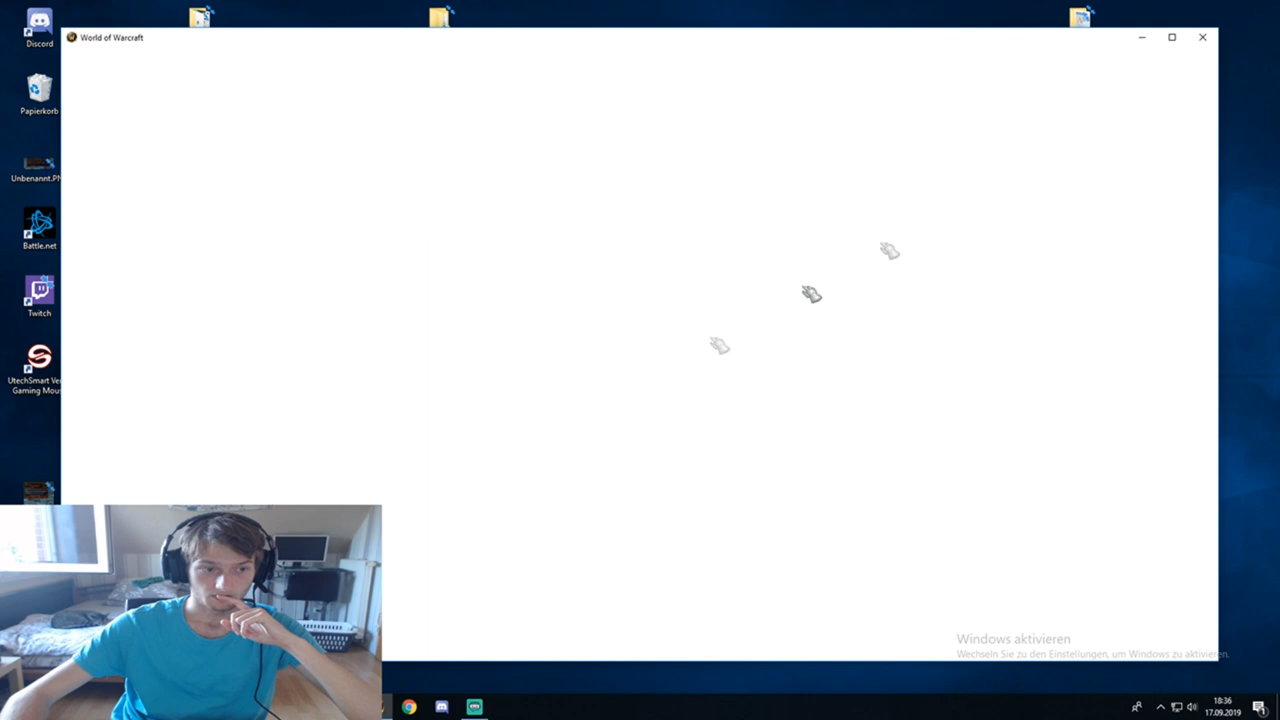 Discord
World of Warcraft
Papierkorb
Unbenannt.PN
Battle.net
Twitch
UtechSmart Ve
Gaming Mous
Windows aktivieren
Wechseln Sie zu den Einstellungen, um Windows zu aktivieren.
18:36
17.09.2019
1